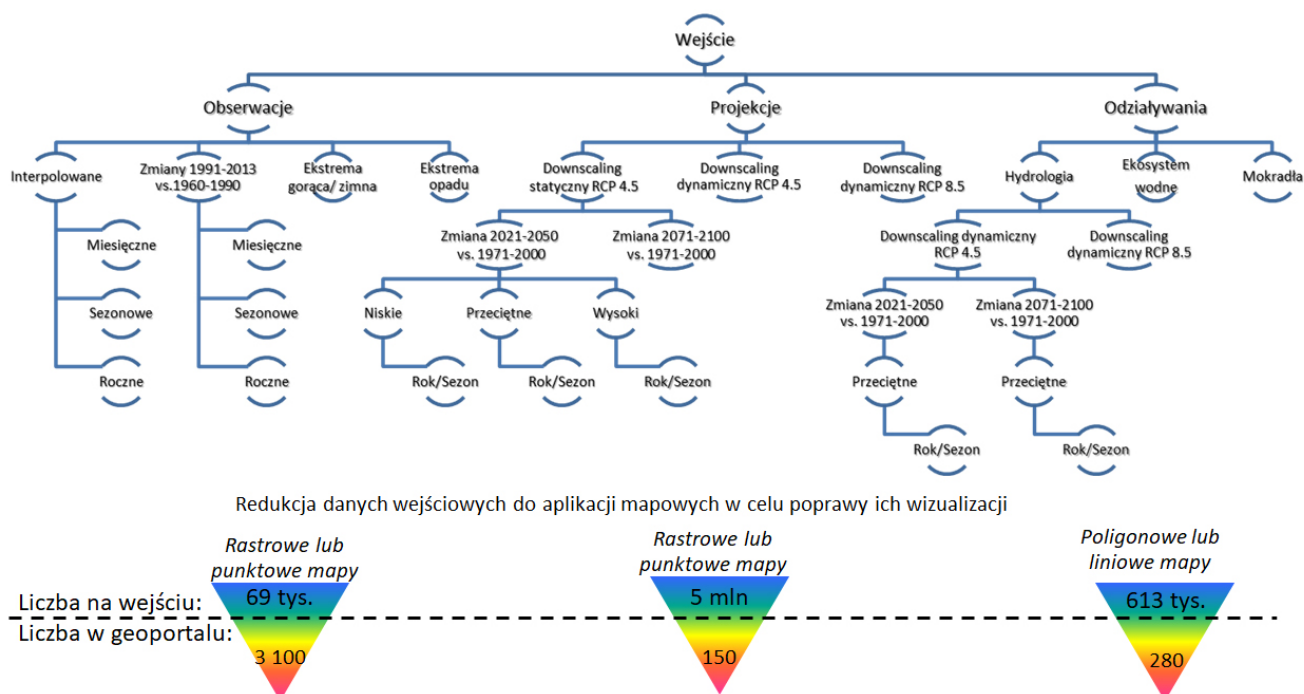 Wejście
Obserwacje
Projekcje
Odziaływania
Interpolowane
Zmiany 1991-2013
vs.1960-1990
Ekstrema
gorąca/ zimna
Ekstrema
opadu
Downscaling
statyczny RCP 4.5
Downscaling
dynamiczny RCP 4.5
Downscaling
dynamiczny RCP 8.5
Hydrologia
Ekosystem
wodne
Mokradła
Miesięczne
Sezonowe
Roczne
Miesięczne
Sezonowe
Roczne
Zmiana 2021-2050
vs. 1971-2000
Zmiana 2071-2100
vs. 1971-2000
Niskie
Przeciętne
Wysoki
Rok/Sezon
Rok/Sezon
Rok/Sezon
Downscaling dynamiczny
RCP 4.5
Downscaling
dynamiczny RCP 8.5
Zmiana 2021-2050
vs. 1971-2000
Zmiana 2071-2100
vs. 1971-2000
Przeciętne
Przeciętne
Rok/Sezon
Rok/Sezon
Redukcja danych wejściowych do aplikacji mapowych w celu poprawy ich wizualizacji
Rastrowe lub
punktowe mapy
Rastrowe lub
punktowe mapy
Poligonowe lub
liniowe mapy
Liczba na wejściu:
69 tys.
5 mln
613 tys.
Liczba w geoportalu:
3 100
150
280